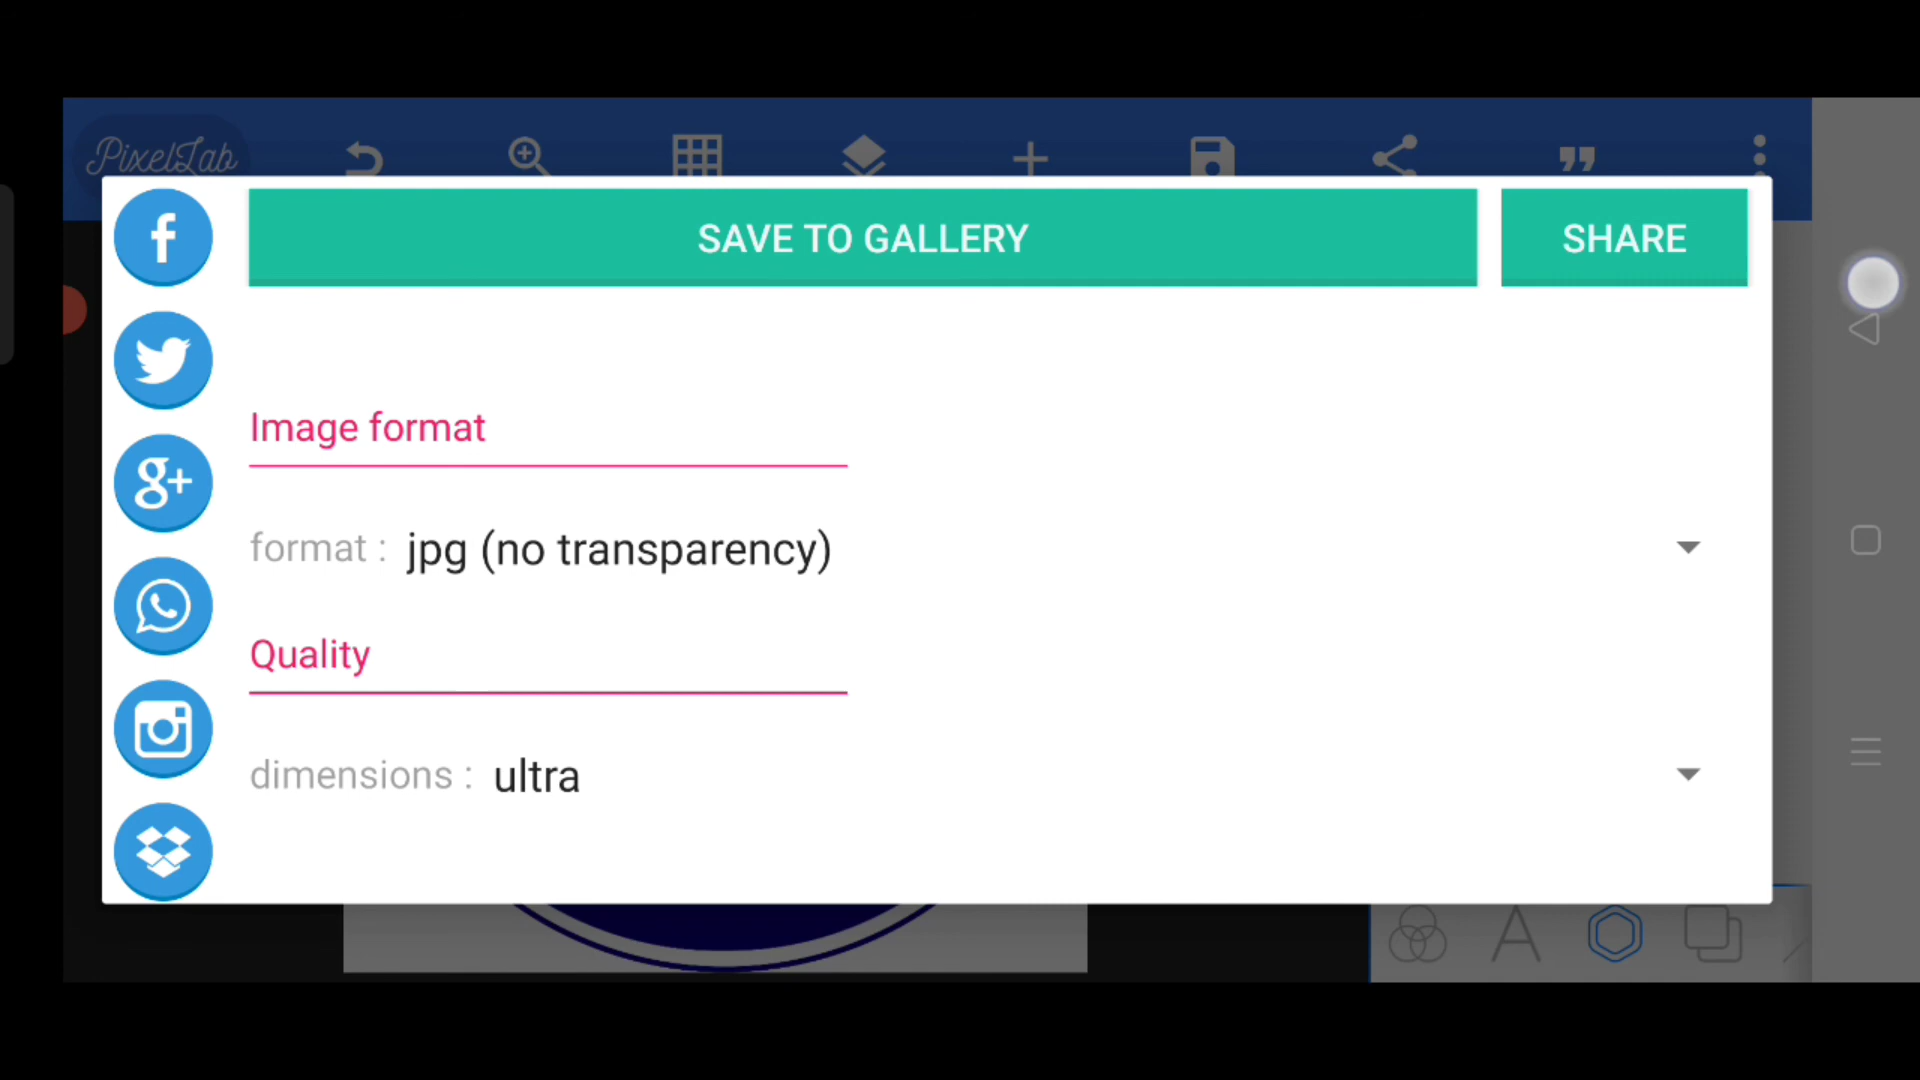 PixelLab
SAVE TO GALLERY
SHARE
Image format
format : jpg (no transparency)
Quality
dimensions : ultra